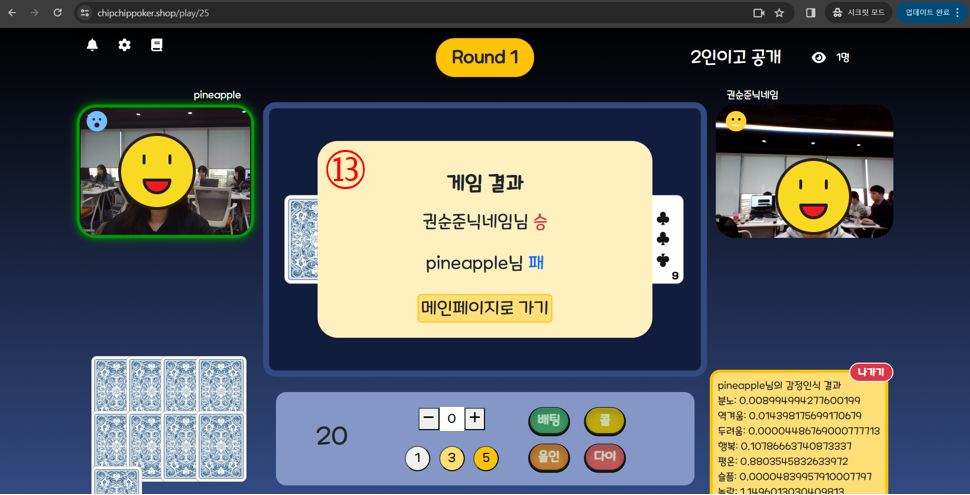 chipchippoker.shop/play/25
시크릿 모드
업데이트 완료
Round 1
2인이고 공개
1명
pineapple
권순준닉네임
⑬
게임 결과
권순준닉네임님 승
pineapple님 패
메인페이지로 가기
6
20
− 0 +
배팅
콜
1
3
5
올인
다이
나가기
pineapple님의 감정인식 결과
분노: 0.008994994277600199
역겨움: 0.014398175699170679
두려움: 0.00004486769000777713
행복: 0.10786663740873337
평온: 0.8803545832633972
슬픔: 0.00004839957910007797
놀람: 1.1496013030409813